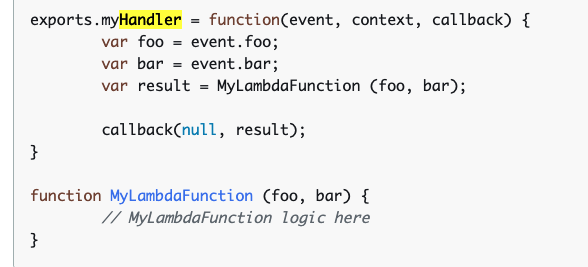 exports.myHandler = function(event, context, callback) {
        var foo = event.foo;
        var bar = event.bar;
        var result = MyLambdaFunction (foo, bar);

        callback(null, result);
}

function MyLambdaFunction (foo, bar) {
        // MyLambdaFunction logic here
}